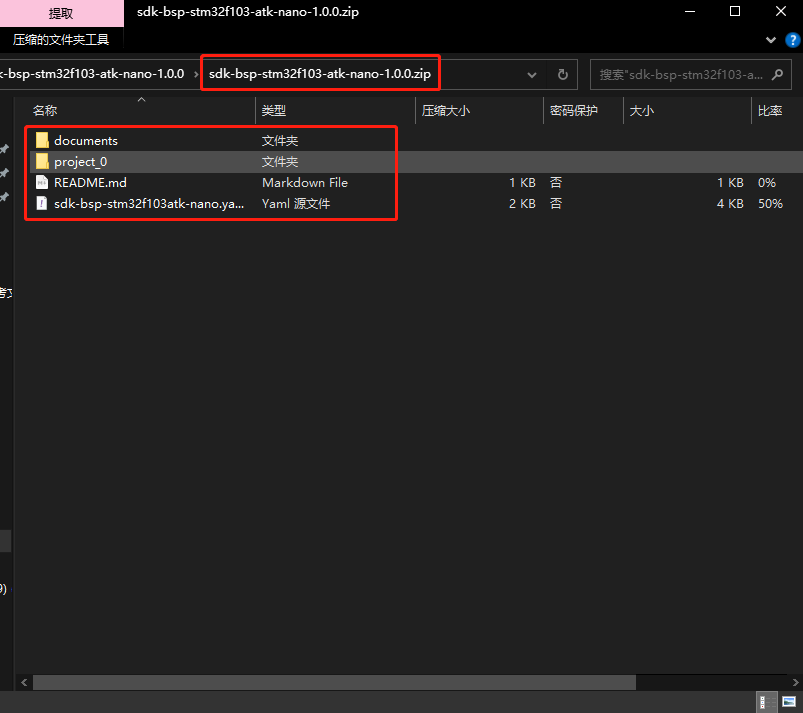 提取
sdk-bsp-stm32f103-atk-nano-1.0.0.zip
压缩的文件夹工具
k-bsp-stm32f103-atk-nano-1.0.0 › sdk-bsp-stm32f103-atk-nano-1.0.0.zip 搜索"sdk-bsp-stm32f103-a...
名称 类型 压缩大小 密码保护 大小 比率
documents 文件夹
project_0 文件夹
README.md Markdown File 1 KB 否 1 KB 0%
sdk-bsp-stm32f103atk-nano.ya... Yaml 源文件 2 KB 否 4 KB 50%
考文
9)